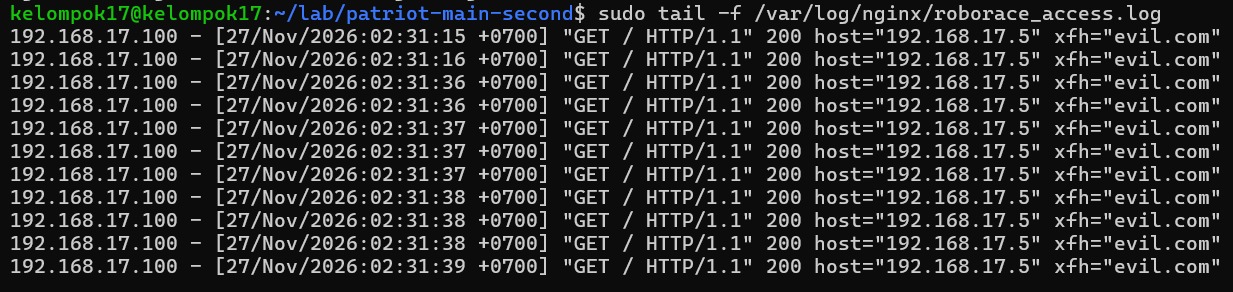 kelompok17@kelompok17:~/lab/patriot-main-second$ sudo tail -f /var/log/nginx/roborace_access.log
192.168.17.100 - [27/Nov/2026:02:31:15 +0700] "GET / HTTP/1.1" 200 host="192.168.17.5" xfh="evil.com"
192.168.17.100 - [27/Nov/2026:02:31:16 +0700] "GET / HTTP/1.1" 200 host="192.168.17.5" xfh="evil.com"
192.168.17.100 - [27/Nov/2026:02:31:36 +0700] "GET / HTTP/1.1" 200 host="192.168.17.5" xfh="evil.com"
192.168.17.100 - [27/Nov/2026:02:31:36 +0700] "GET / HTTP/1.1" 200 host="192.168.17.5" xfh="evil.com"
192.168.17.100 - [27/Nov/2026:02:31:37 +0700] "GET / HTTP/1.1" 200 host="192.168.17.5" xfh="evil.com"
192.168.17.100 - [27/Nov/2026:02:31:37 +0700] "GET / HTTP/1.1" 200 host="192.168.17.5" xfh="evil.com"
192.168.17.100 - [27/Nov/2026:02:31:37 +0700] "GET / HTTP/1.1" 200 host="192.168.17.5" xfh="evil.com"
192.168.17.100 - [27/Nov/2026:02:31:38 +0700] "GET / HTTP/1.1" 200 host="192.168.17.5" xfh="evil.com"
192.168.17.100 - [27/Nov/2026:02:31:38 +0700] "GET / HTTP/1.1" 200 host="192.168.17.5" xfh="evil.com"
192.168.17.100 - [27/Nov/2026:02:31:38 +0700] "GET / HTTP/1.1" 200 host="192.168.17.5" xfh="evil.com"
192.168.17.100 - [27/Nov/2026:02:31:39 +0700] "GET / HTTP/1.1" 200 host="192.168.17.5" xfh="evil.com"